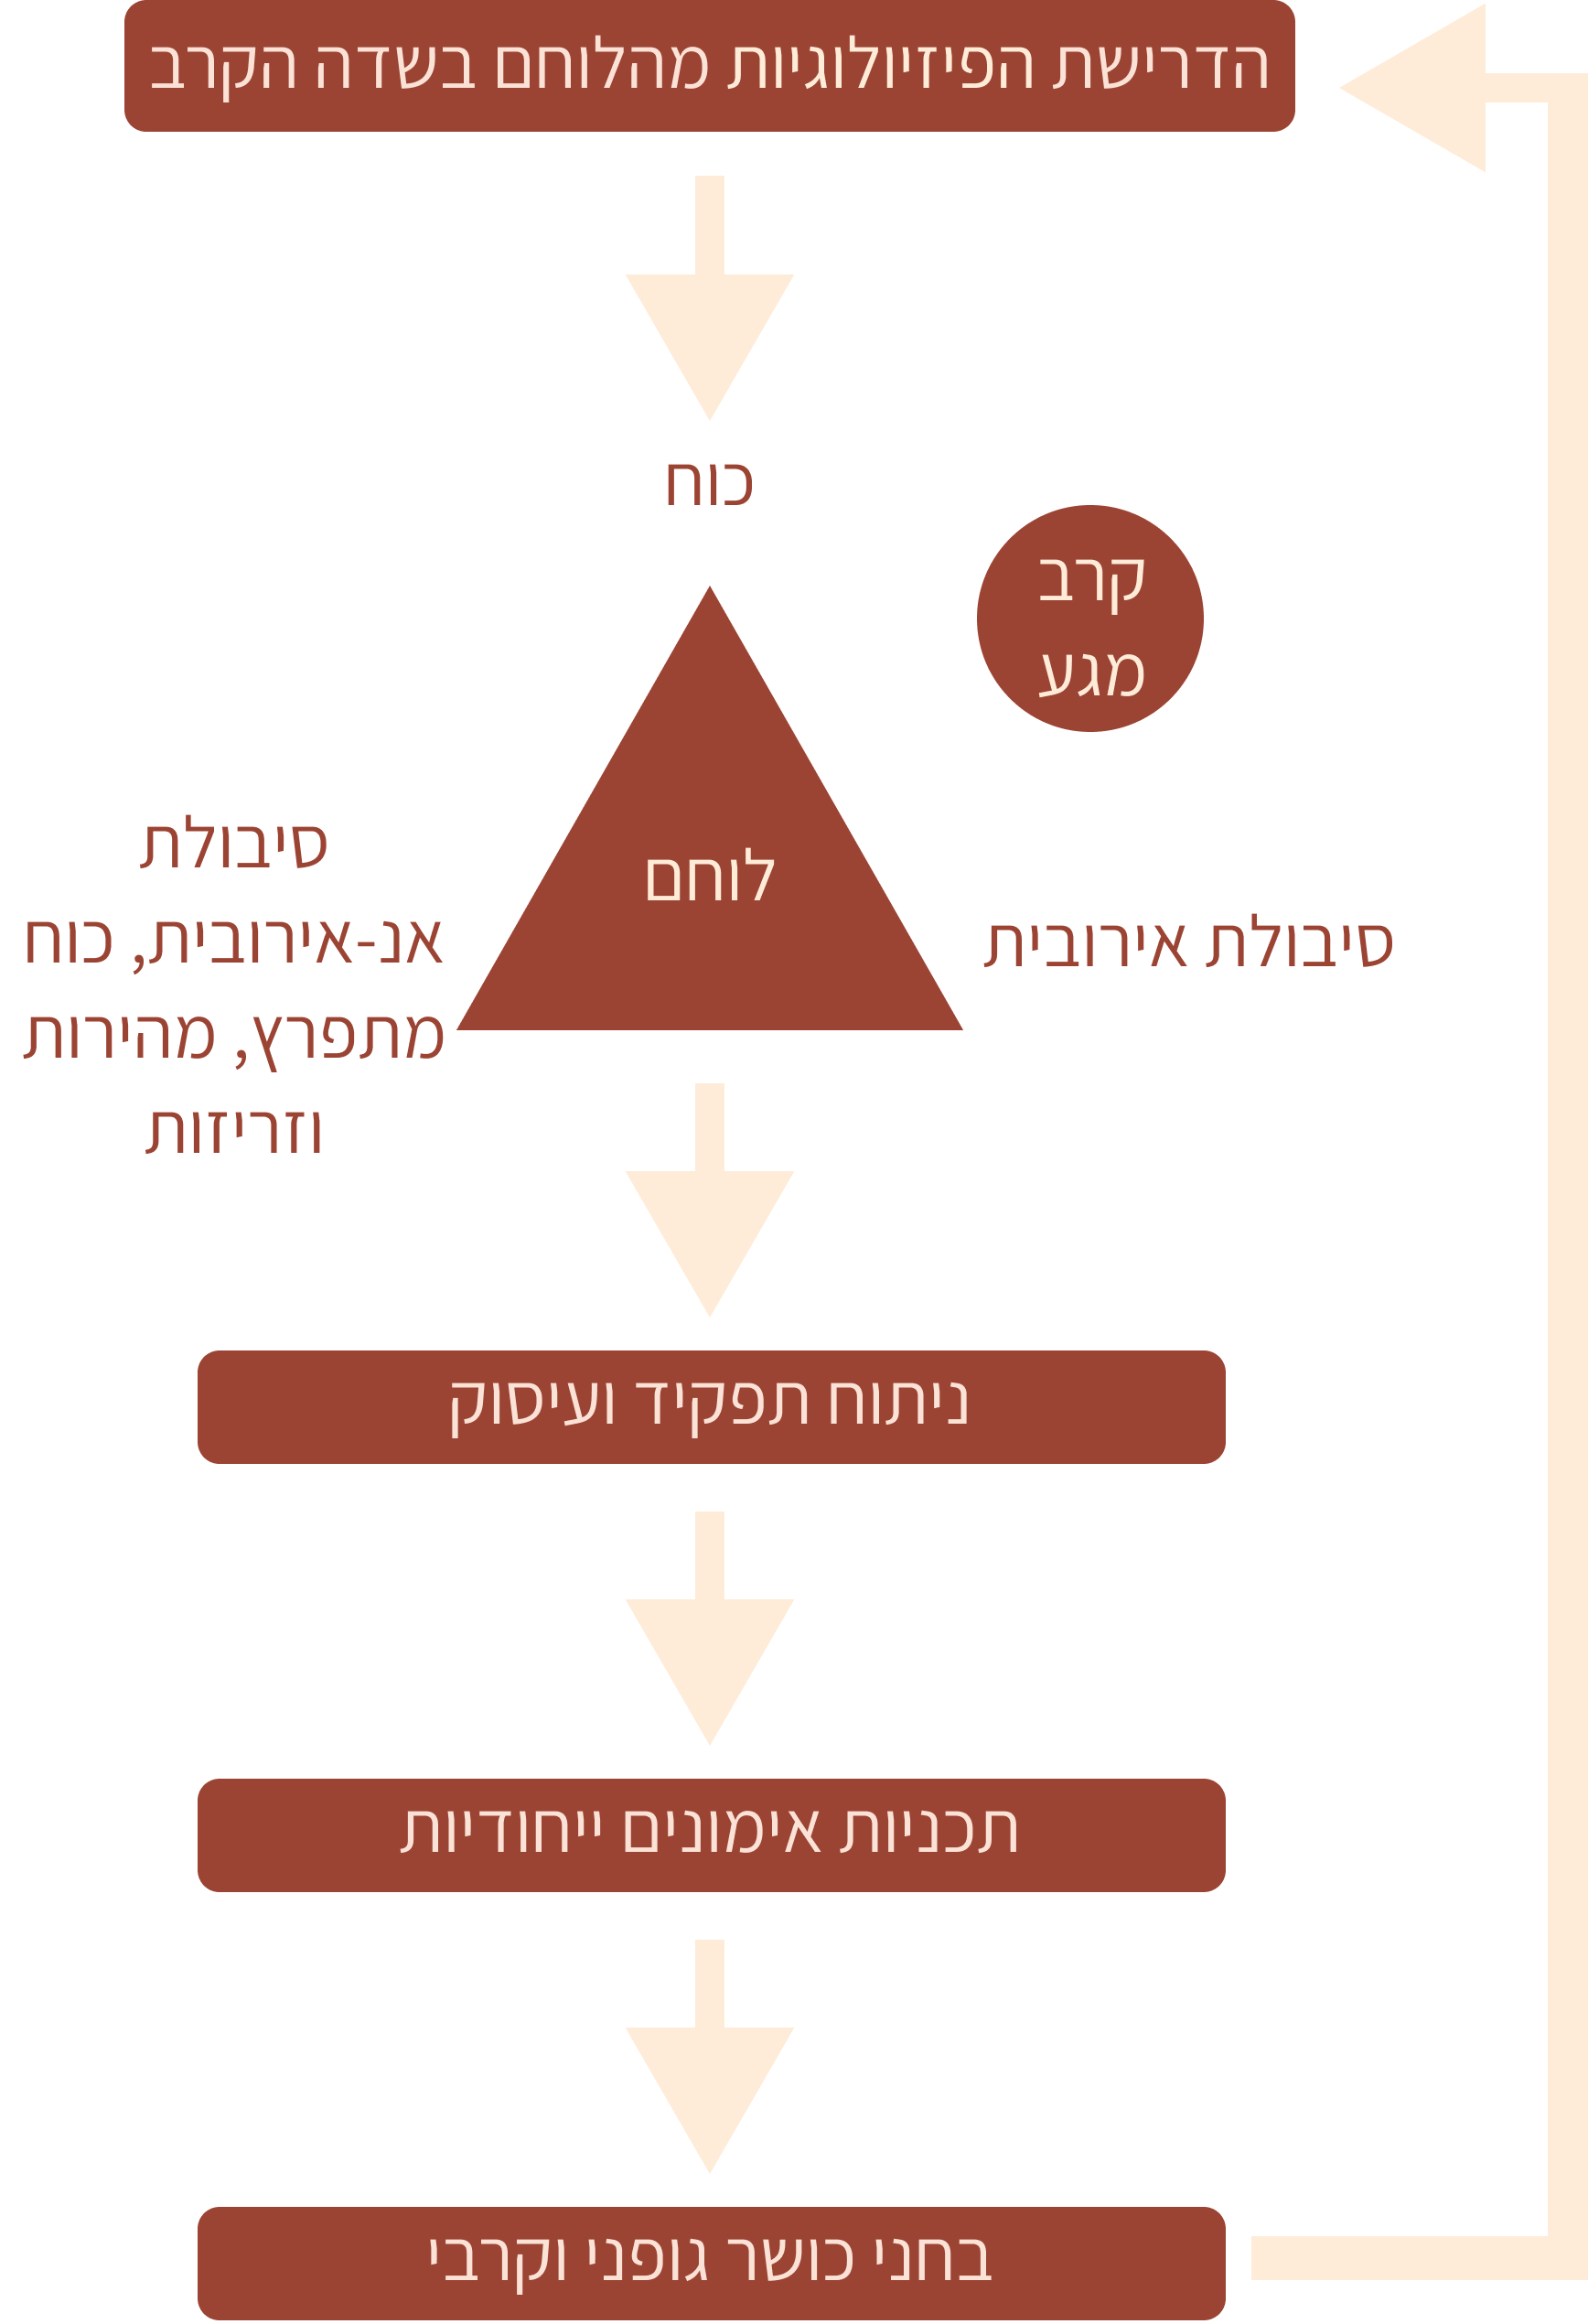 הדרישת הפיזיולוגיות מהלוחם בשדה הקרב
כוח
קרב
מגע
לוחם
סיבולת אירובית
סיבולת
אנ-אירובית, כוח
מתפרץ, מהירות
וזריזות
ניתוח תפקיד ועיסוק
תכניות אימונים ייחודיות
בחני כושר גופני וקרבי